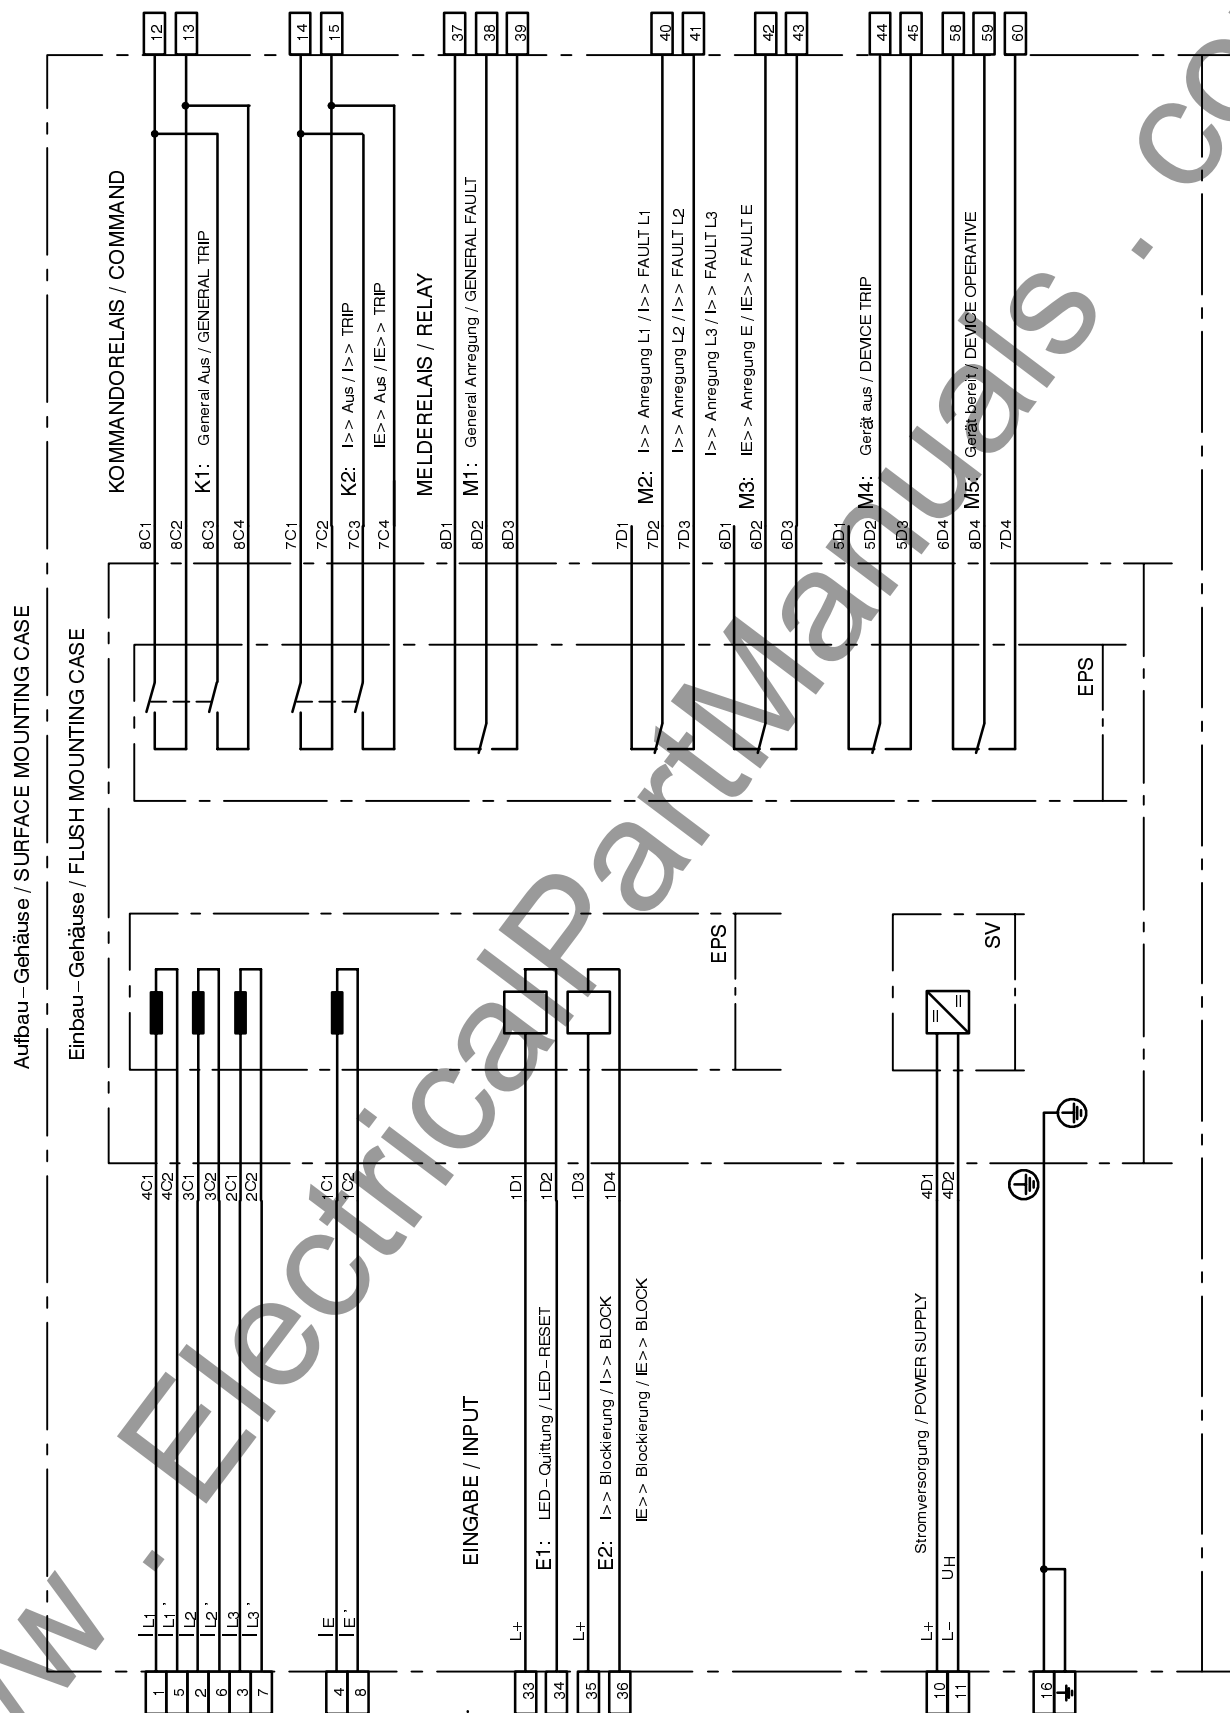 Aufbau–Gehäuse / SURFACE MOUNTING CASE
Einbau–Gehäuse / FLUSH MOUNTING CASE
1
5
2
6
3
7
4
8
33
34
35
36
10
11
16
IL1
IL1'
IL2
IL2'
IL3
IL3'
IE
IE'
4C1
4C2
3C1
3C2
2C1
2C2
1C1
1C2
EINGABE / INPUT
L+
E1: LED–Quittung / LED–RESET
1D1
1D2
L+
E2: I>> Blockierung / I>> BLOCK
IE>> Blockierung / IE>> BLOCK
1D3
1D4
EPS
Stromversorgung / POWER SUPPLY
L+
L–
UH
4D1
4D2
SV
KOMMANDORELAIS / COMMAND
8C1
8C2
8C3
8C4
K1: General Aus / GENERAL TRIP
12
13
7C1
7C2
7C3
7C4
K2: I>> Aus / I>> TRIP
IE>> Aus / IE>> TRIP
14
15
MELDERELAIS / RELAY
8D1
8D2
8D3
M1: General Anregung / GENERAL FAULT
37
38
39
7D1
7D2
7D3
M2: I>> Anregung L1 / I>> FAULT L1
I>> Anregung L2 / I>> FAULT L2
I>> Anregung L3 / I>> FAULT L3
40
41
6D1
6D2
6D3
M3: IE>> Anregung E / IE>> FAULT E
42
43
5D1
5D2
5D3
M4: Gerät aus / DEVICE TRIP
44
45
6D4
8D4
7D4
M5: Gerät bereit / DEVICE OPERATIVE
58
59
60
EPS
w . ElectricalPartManuals . co